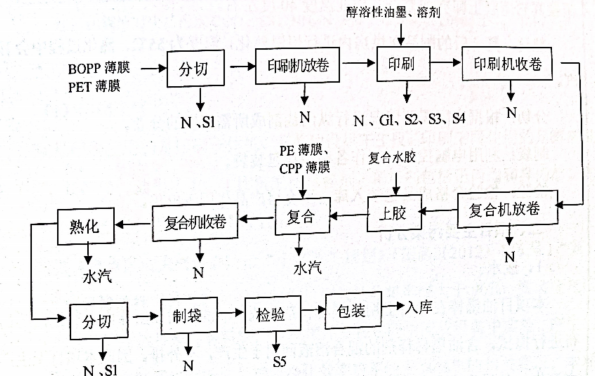 醇溶性油墨、溶剂
BOPP 薄膜
PET 薄膜
分切
印刷机放卷
印刷
印刷机收卷
N、S1
N
N、G1、S2、S3、S4
N
PE 薄膜、
CPP 薄膜
复合水胶
熟化
复合机收卷
复合
上胶
复合机放卷
水汽
N
水汽
N
分切
制袋
检验
包装
入库
N、S1
N
S5